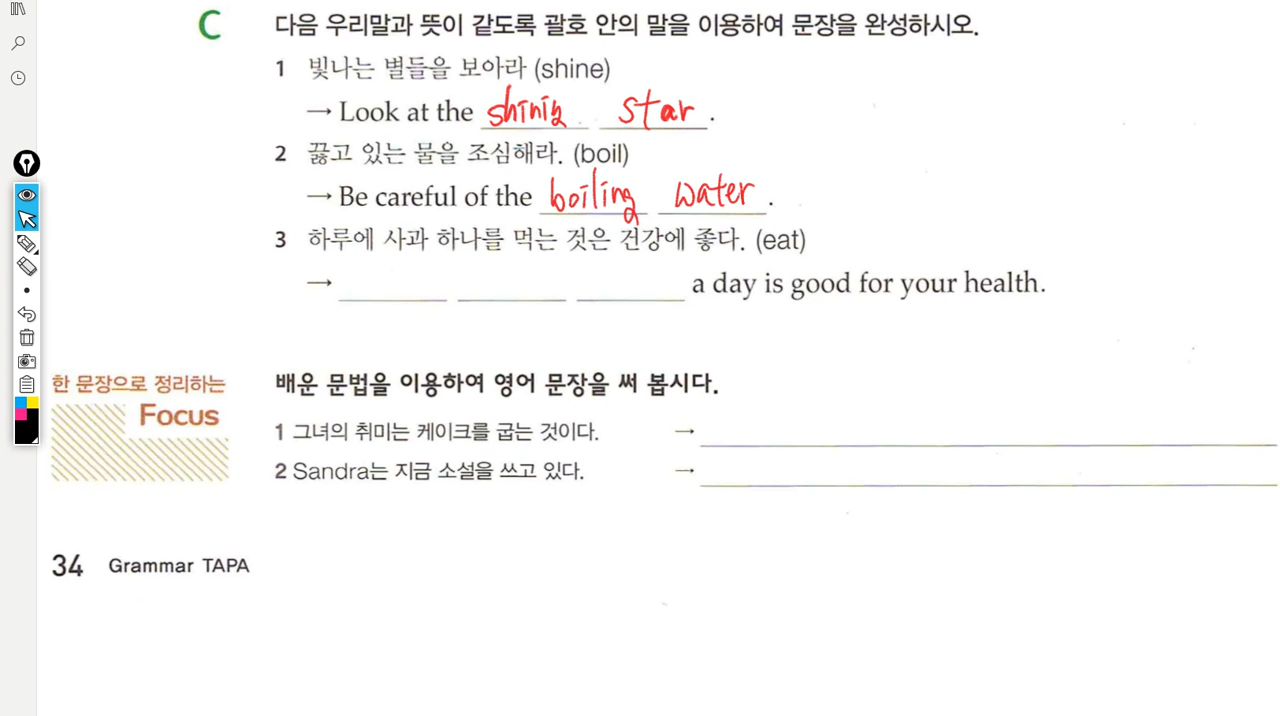 C 다음 우리말과 뜻이 같도록 괄호 안의 말을 이용하여 문장을 완성하시오.
1 빛나는 별들을 보아라 (shine)
→ Look at the shining star.
2 끓고 있는 물을 조심해라. (boil)
→ Be careful of the boiling water.
3 하루에 사과 하나를 먹는 것은 건강에 좋다. (eat)
→ a day is good for your health.
한 문장으로 정리하는
Focus
배운 문법을 이용하여 영어 문장을 써 봅시다.
1 그녀의 취미는 케이크를 굽는 것이다. →
2 Sandra는 지금 소설을 쓰고 있다. →
34 Grammar TAPA